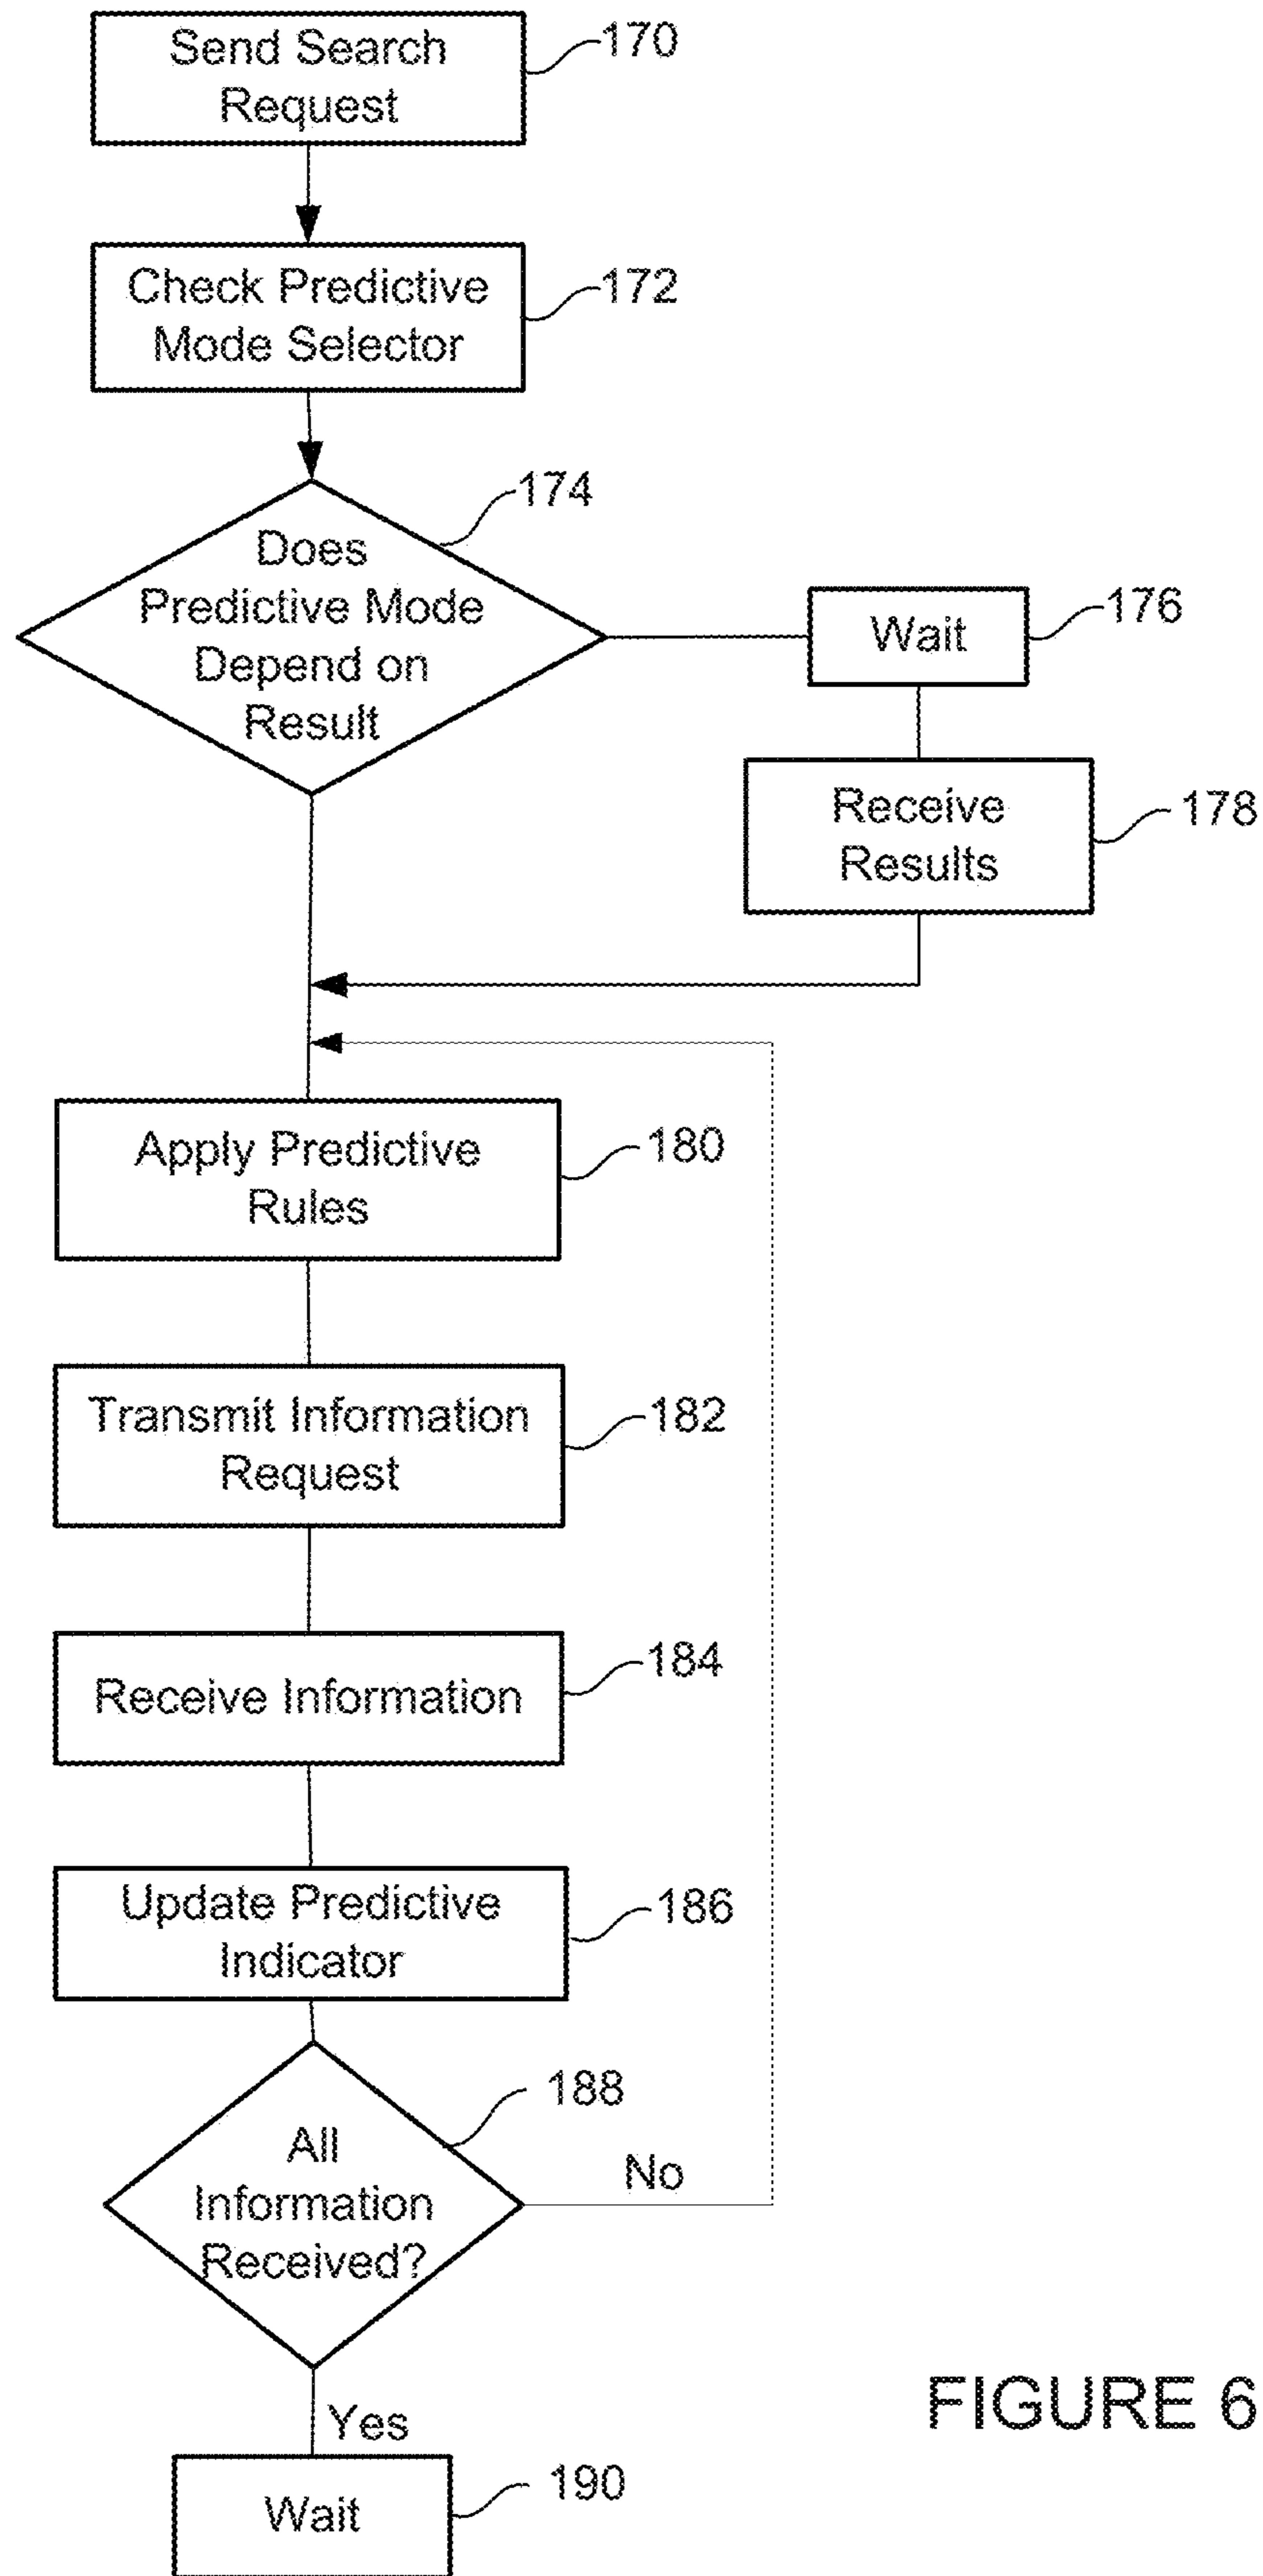 Send Search
Request
170
Check Predictive
Mode Selector
172
174
Does
Predictive Mode
Depend on
Result
Wait
176
Receive
Results
178
Apply Predictive
Rules
180
Transmit Information
Request
182
Receive Information
184
Update Predictive
Indicator
186
188
All
Information
Received?
No
Yes
Wait
190
FIGURE 6